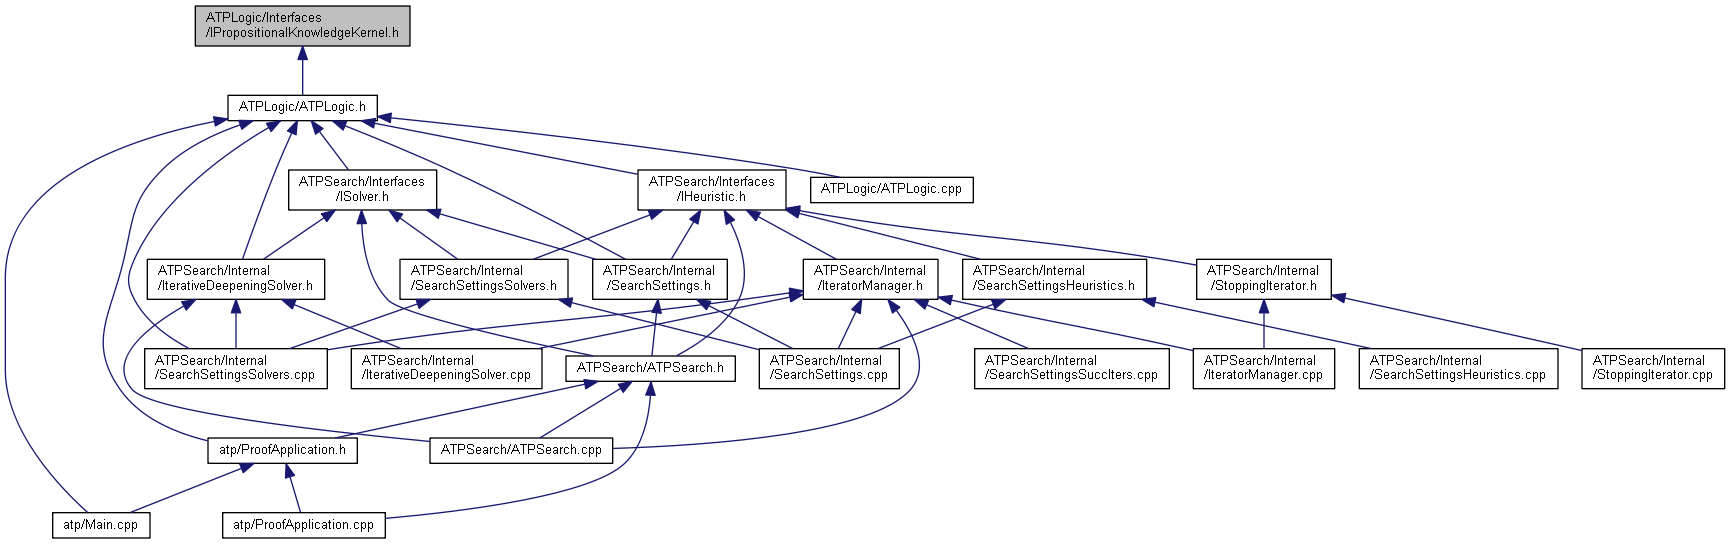 ATPLogic/Interfaces
/IPropositionalKnowledgeKernel.h
ATPLogic/ATPLogic.h
ATPSearch/Interfaces
/ISolver.h
ATPSearch/Interfaces
/IHeuristic.h
ATPLogic/ATPLogic.cpp
ATPSearch/Internal
/IterativeDeepeningSolver.h
ATPSearch/Internal
/SearchSettingsSolvers.h
ATPSearch/Internal
/SearchSettings.h
ATPSearch/Internal
/IteratorManager.h
ATPSearch/Internal
/SearchSettingsHeuristics.h
ATPSearch/Internal
/StoppingIterator.h
ATPSearch/Internal
/SearchSettingsSolvers.cpp
ATPSearch/Internal
/IterativeDeepeningSolver.cpp
ATPSearch/ATPSearch.h
ATPSearch/Internal
/SearchSettings.cpp
ATPSearch/Internal
/SearchSettingsSuccIters.cpp
ATPSearch/Internal
/IteratorManager.cpp
ATPSearch/Internal
/SearchSettingsHeuristics.cpp
ATPSearch/Internal
/StoppingIterator.cpp
atp/ProofApplication.h
ATPSearch/ATPSearch.cpp
atp/Main.cpp
atp/ProofApplication.cpp